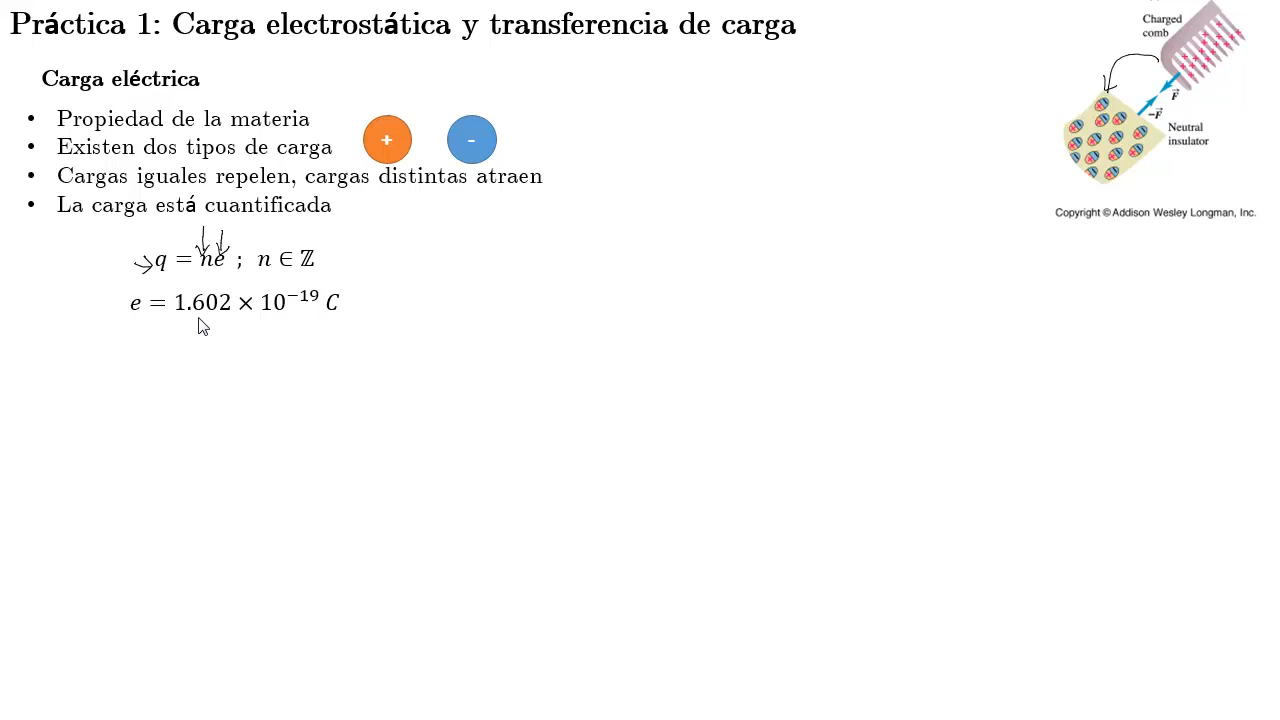 Práctica 1: Carga electrostática y transferencia de carga
Carga eléctrica
• Propiedad de la materia
• Existen dos tipos de carga
+ -
• Cargas iguales repelen, cargas distintas atraen
• La carga está cuantificada
q = ne ; n ∈ ℤ
e = 1.602 × 10⁻¹⁹ C
Charged
comb
F⃗
-F⃗
Neutral
insulator
Copyright © Addison Wesley Longman, Inc.